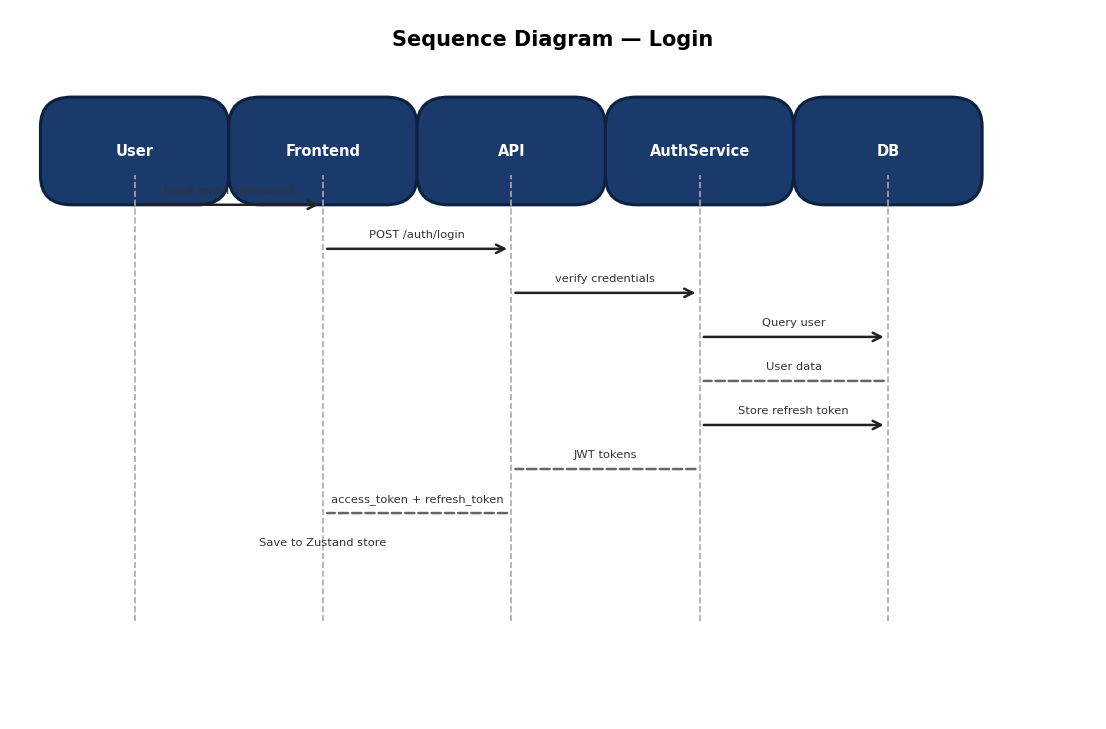 Sequence Diagram — Login
User Frontend API AuthService DB
POST /auth/login
verify credentials
Query user
User data
Store refresh token
JWT tokens
access_token + refresh_token
Save to Zustand store